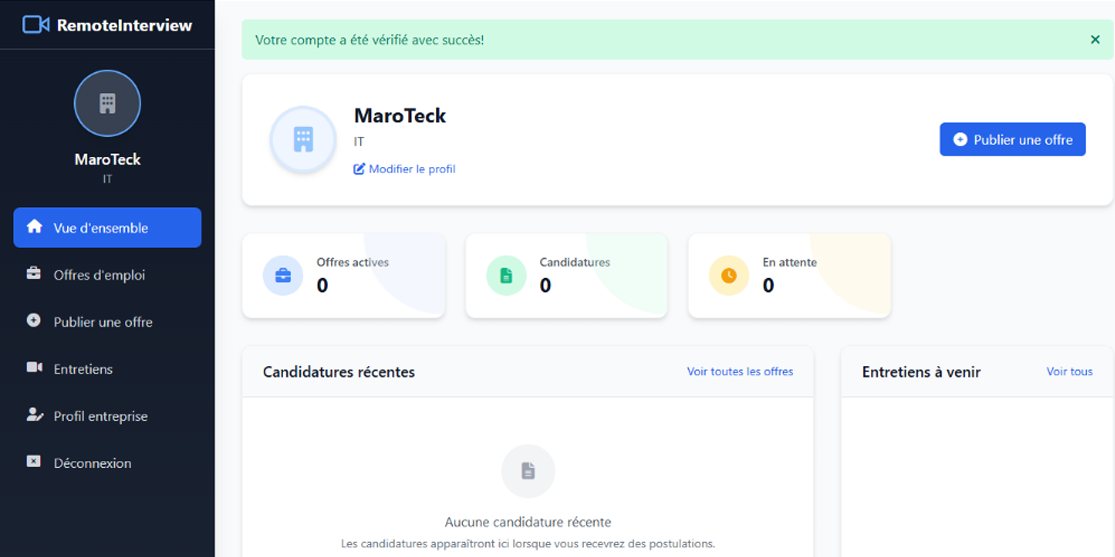 RemoteInterview
MaroTeck
IT
Vue d'ensemble
Offres d'emploi
Publier une offre
Entretiens
Profil entreprise
Déconnexion
Votre compte a été vérifié avec succès!
MaroTeck
IT
Modifier le profil
Publier une offre
Offres actives
0
Candidatures
0
En attente
0
Candidatures récentes
Voir toutes les offres
Aucune candidature récente
Les candidatures apparaîtront ici lorsque vous recevrez des postulations.
Entretiens à venir
Voir tous